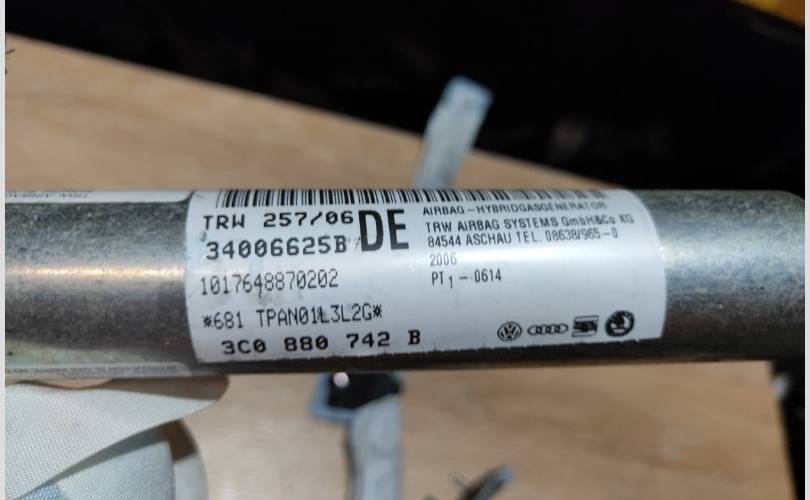 TRW 257/06
34006625B
DE
1017648870202
*681 TPAN01L3L2G*
3C0 880 742 B
AIRBAG-HYBRIDGASGENERATOR
TRW AIRBAG SYSTEMS GmbH&Co KG
84544 ASCHAU TEL. 08638/965-0
2006
PT1-0614